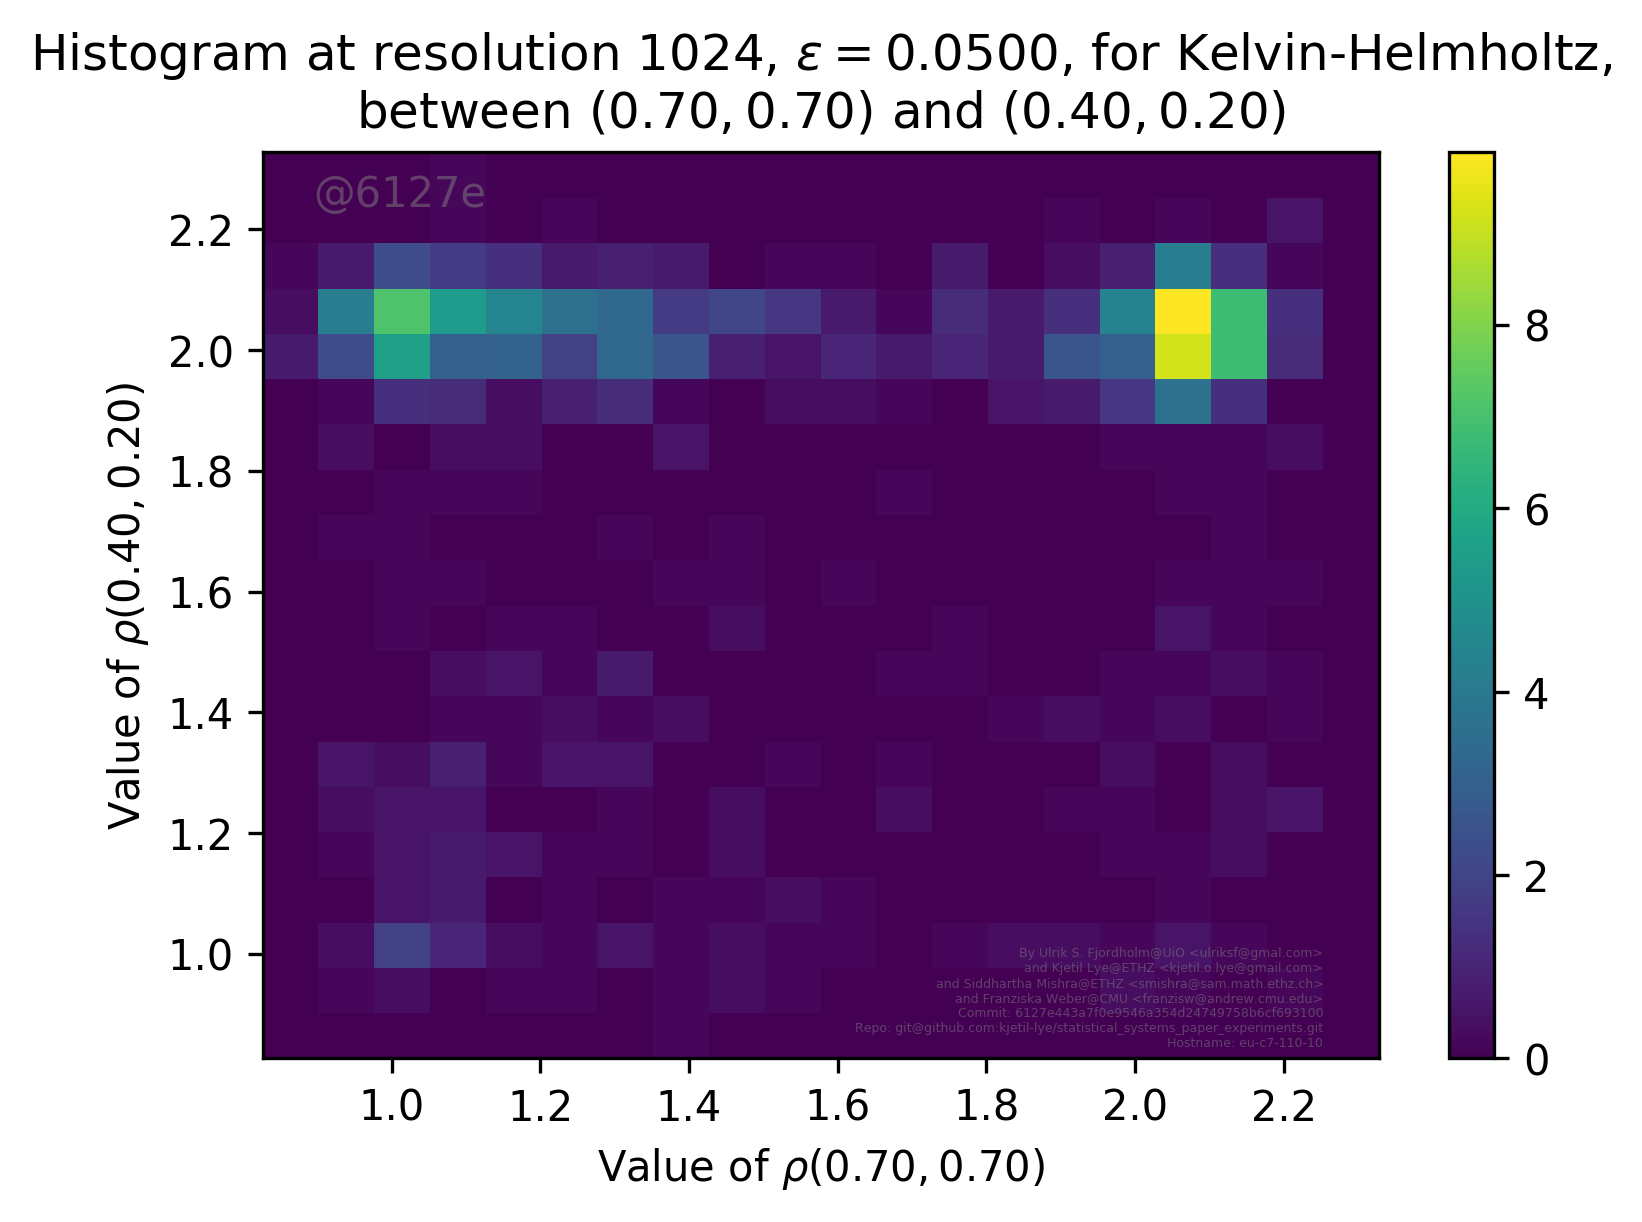 Histogram at resolution 1024, ε = 0.0500, for Kelvin-Helmholtz,
between (0.70, 0.70) and (0.40, 0.20)
@6127e
2.2
2.0
1.8
1.6
1.4
1.2
1.0
Value of ρ(0.40, 0.20)
8
6
4
2
0
By Ulrik S. Fjordholm@UiO <ulriksf@gmal.com>
and Kjetil Lye@ETHZ <kjetil.o.lye@gmail.com>
and Siddhartha Mishra@ETHZ <smishra@sam.math.ethz.ch>
and Franziska Weber@CMU <franzisw@andrew.cmu.edu>
Commit: 6127e443a7f0e9546a354d24749758b6cf693100
Repo: git@github.com:kjetil-lye/statistical_systems_paper_experiments.git
Hostname: eu-c7-110-10
1.0 1.2 1.4 1.6 1.8 2.0 2.2
Value of ρ(0.70, 0.70)